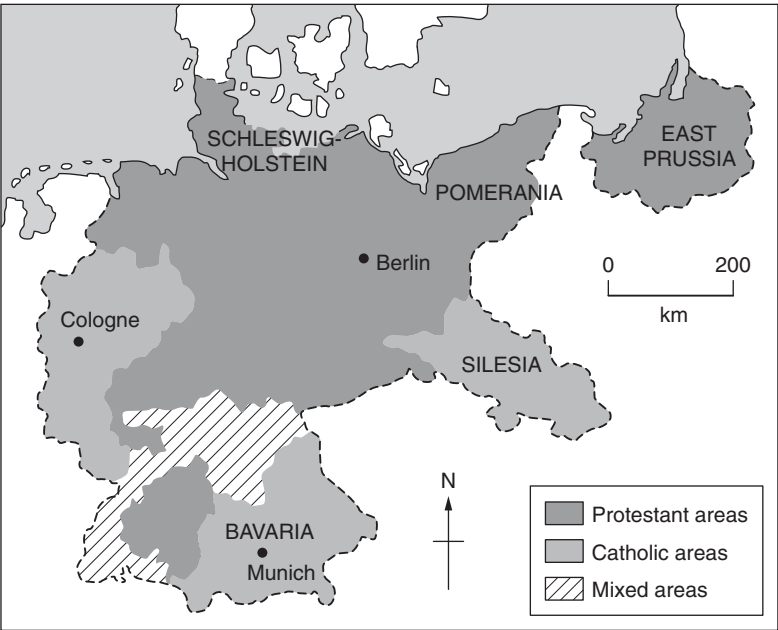 SCHLESWIG-
HOLSTEIN
EAST
PRUSSIA
POMERANIA
Berlin
0 200
km
Cologne
SILESIA
N
BAVARIA
Munich
Protestant areas
Catholic areas
Mixed areas